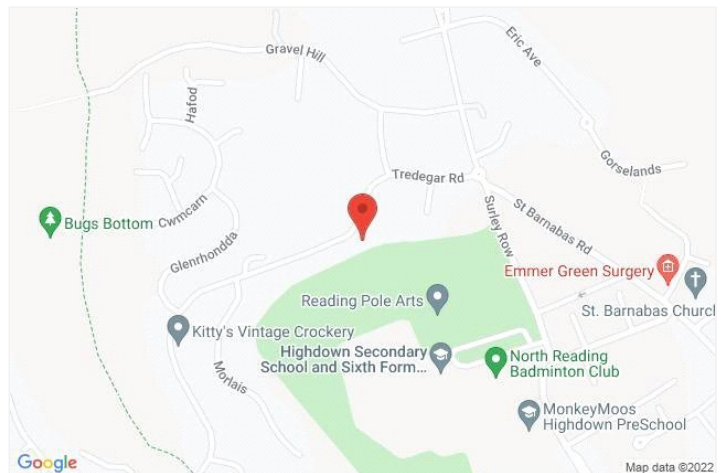 Gravel Hill
Eric Ave
Hafod
Gorselands
Tredegar Rd
Surley Row
St Barnabas Rd
Bugs Bottom
Cwmcarn
Glenrhondda
Emmer Green Surgery
St. Barnabas Churcl
Reading Pole Arts
Kitty's Vintage Crockery
Highdown Secondary
School and Sixth Form...
North Reading
Badminton Club
Morlais
MonkeyMoos
Highdown PreSchool
Google
Map data ©2022